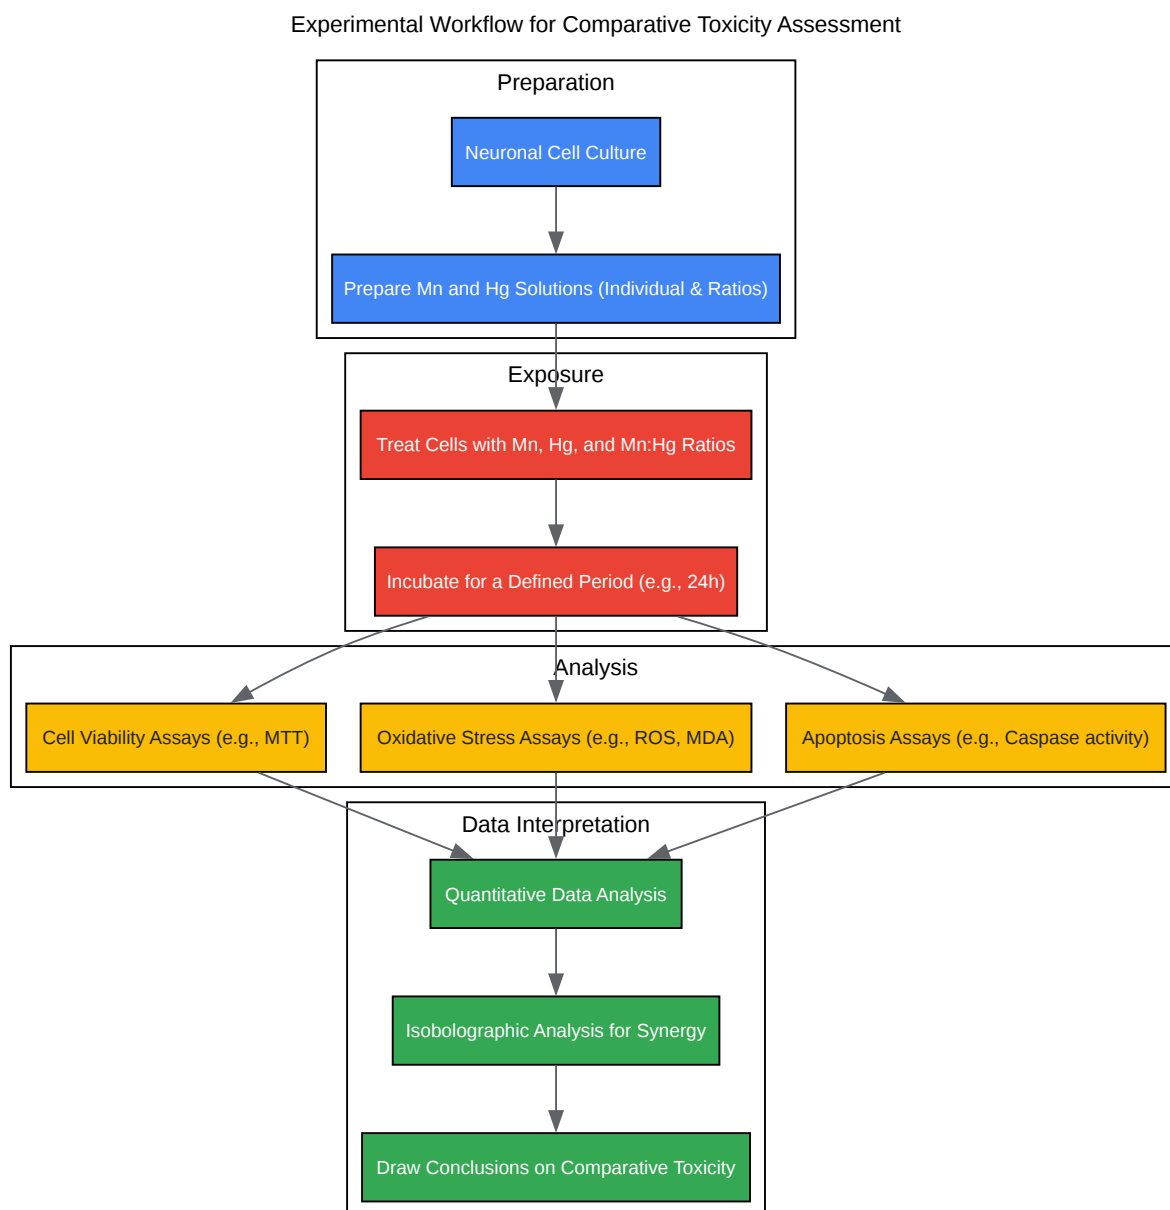 Experimental Workflow for Comparative Toxicity Assessment
Preparation
Neuronal Cell Culture
Prepare Mn and Hg Solutions (Individual & Ratios)
Exposure
Treat Cells with Mn, Hg, and Mn:Hg Ratios
Incubate for a Defined Period (e.g., 24h)
Analysis
Cell Viability Assays (e.g., MTT)
Oxidative Stress Assays (e.g., ROS, MDA)
Apoptosis Assays (e.g., Caspase activity)
Data Interpretation
Quantitative Data Analysis
Isobolographic Analysis for Synergy
Draw Conclusions on Comparative Toxicity